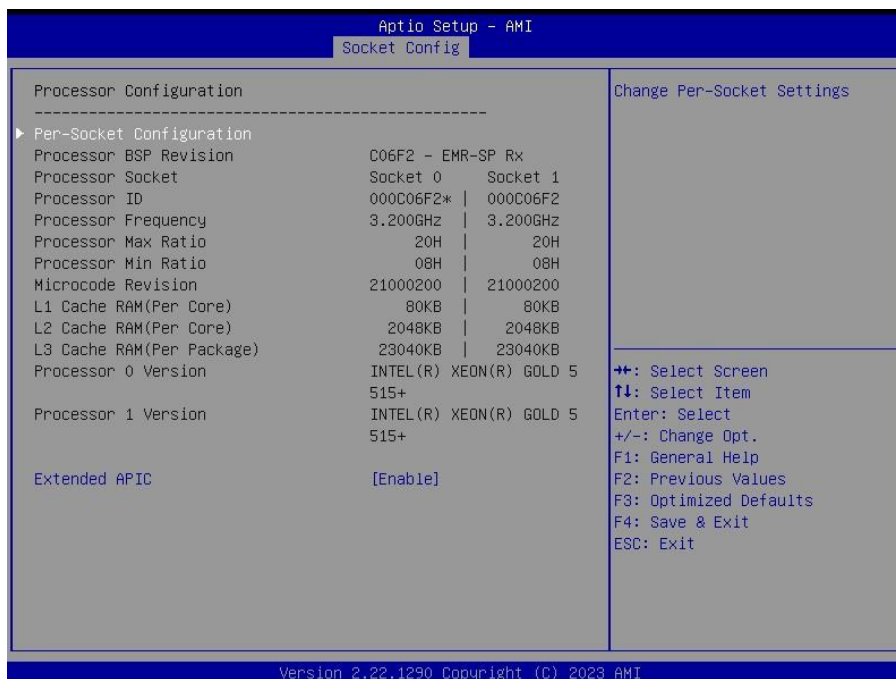 Aptio Setup – AMI
Socket Config
Processor Configuration
------------------------------------------------
Per-Socket Configuration
Processor BSP Revision C06F2 - EMR-SP Rx
Processor Socket Socket 0 Socket 1
Processor ID 000C06F2* | 000C06F2
Processor Frequency 3.200GHz | 3.200GHz
Processor Max Ratio 20H | 20H
Processor Min Ratio 08H | 08H
Microcode Revision 21000200 | 21000200
L1 Cache RAM(Per Core) 80KB | 80KB
L2 Cache RAM(Per Core) 2048KB | 2048KB
L3 Cache RAM(Per Package) 23040KB | 23040KB
Processor 0 Version INTEL(R) XEON(R) GOLD 5
515+
Processor 1 Version INTEL(R) XEON(R) GOLD 5
515+
Extended APIC [Enable]
Change Per-Socket Settings
→←: Select Screen
↑↓: Select Item
Enter: Select
+/-: Change Opt.
F1: General Help
F2: Previous Values
F3: Optimized Defaults
F4: Save & Exit
ESC: Exit
Version 2.22.1290 Copyright (C) 2023 AMI